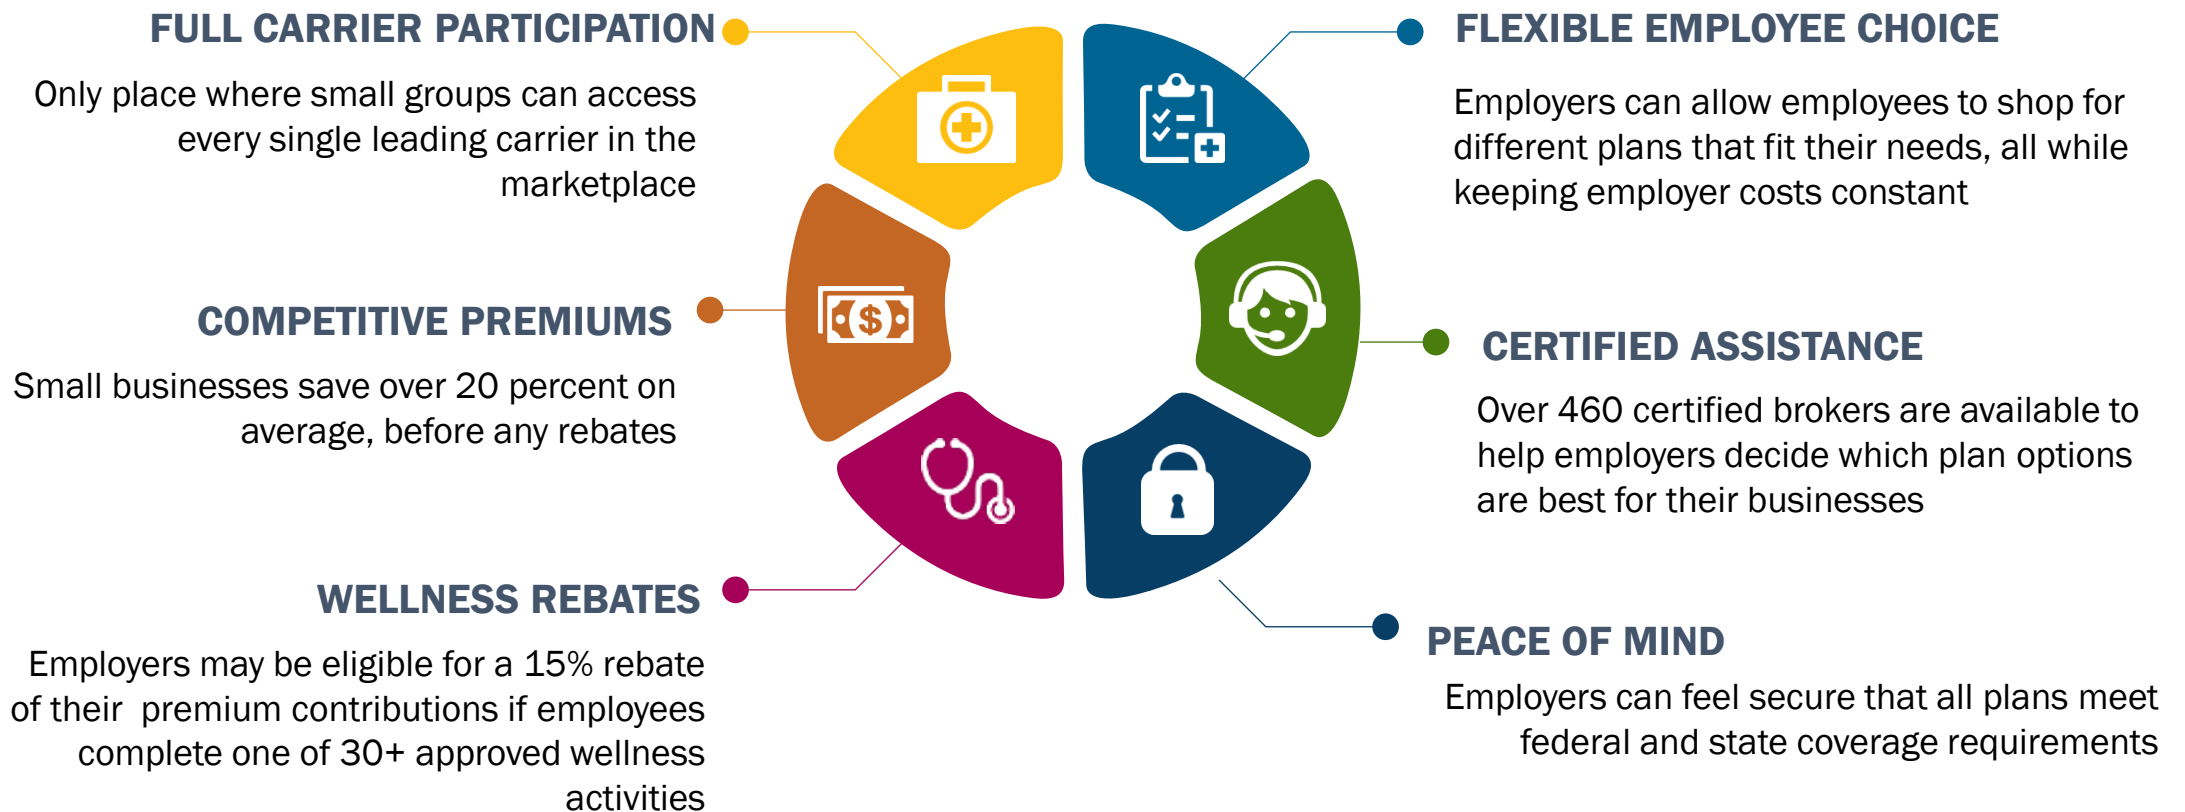 FULL CARRIER PARTICIPATION
Only place where small groups can access
every single leading carrier in the
marketplace
COMPETITIVE PREMIUMS
Small businesses save over 20 percent on
average, before any rebates
WELLNESS REBATES
Employers may be eligible for a 15% rebate
of their  premium contributions if employees
complete one of 30+ approved wellness
activities
$
FLEXIBLE EMPLOYEE CHOICE
Employers can allow employees to shop for
different plans that fit their needs, all while
keeping employer costs constant
CERTIFIED ASSISTANCE
Over 460 certified brokers are available to
help employers decide which plan options
are best for their businesses
PEACE OF MIND
Employers can feel secure that all plans meet
federal and state coverage requirements